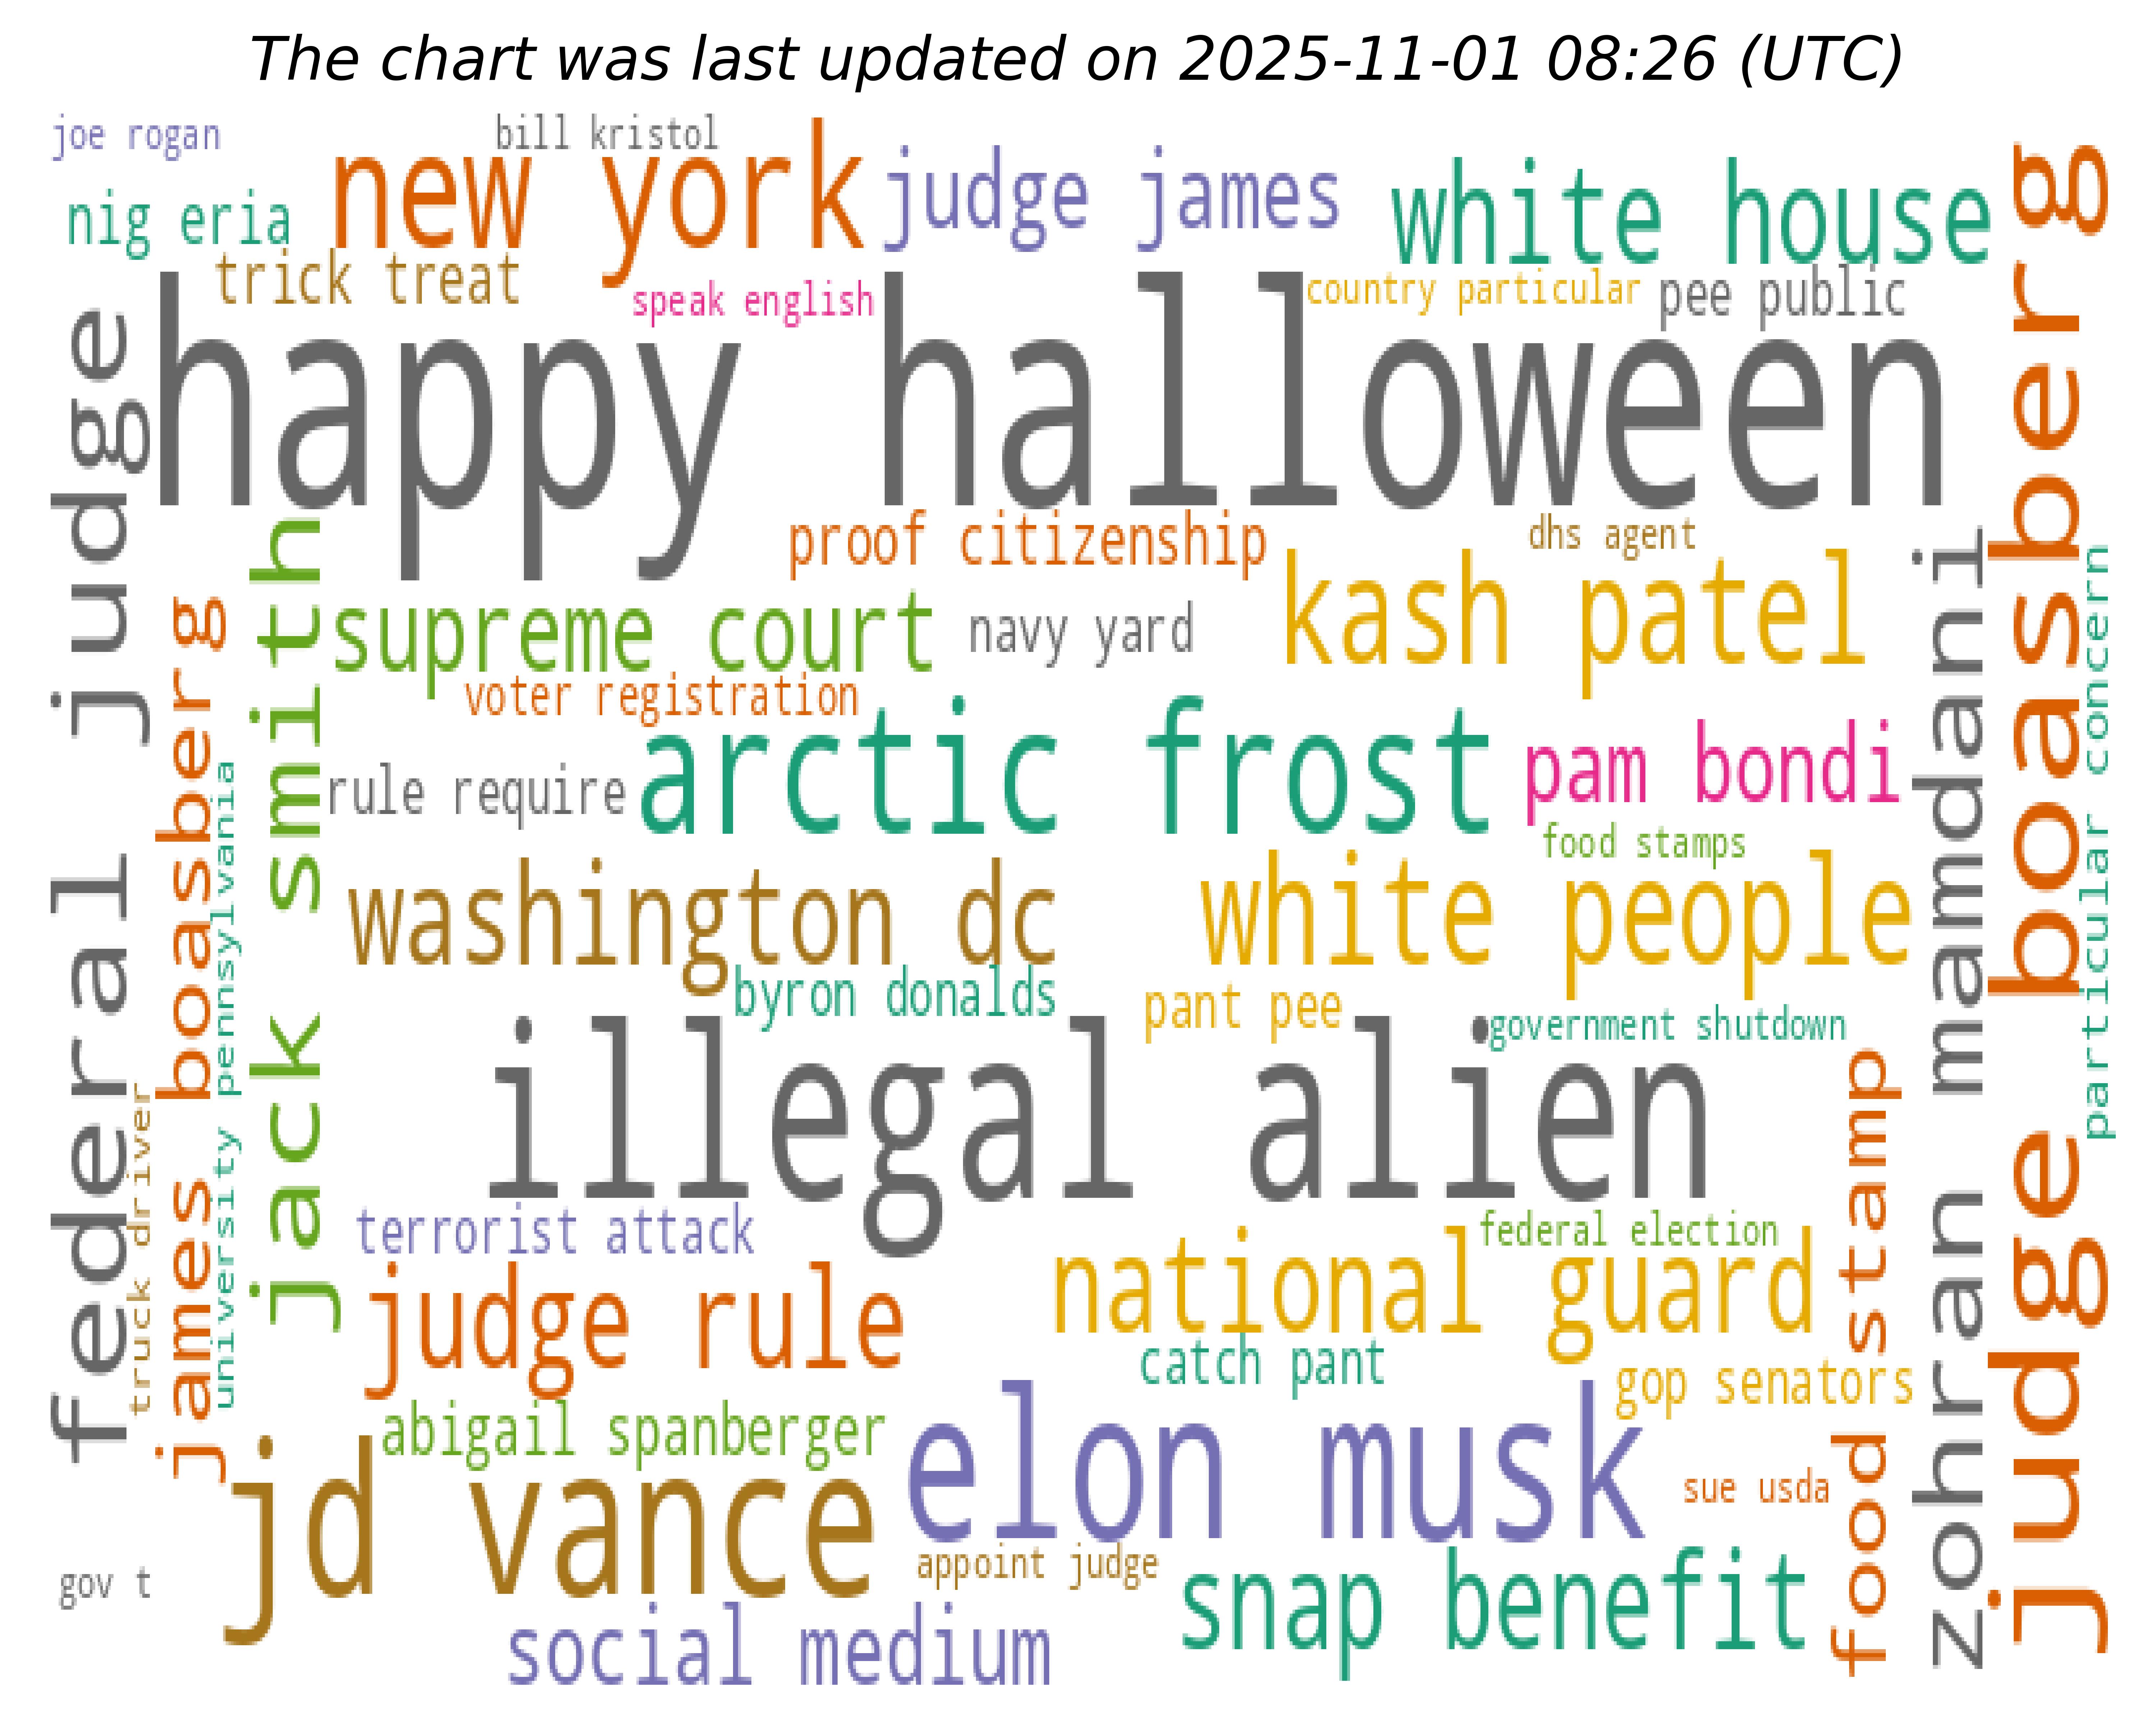 The chart was last updated on 2025-11-01 08:26 (UTC)
joe rogan
bill kristol
new york
judge james
white house
nig eria
trick treat
speak english
country particular
pee public
happy halloween
federal judge
judge boasberg
proof citizenship
dhs agent
kash patel
supreme court
navy yard
voter registration
arctic frost
pam bondi
rule require
food stamps
james boasberg
university pennsylvania
jack smith
zohran mamdani
particular concern
washington dc
white people
byron donalds
pant pee
government shutdown
illegal alien
truck driver
terrorist attack
federal election
national guard
judge rule
catch pant
gop senators
food stamp
abigail spanberger
elon musk
jd vance
sue usda
appoint judge
gov t
snap benefit
social medium